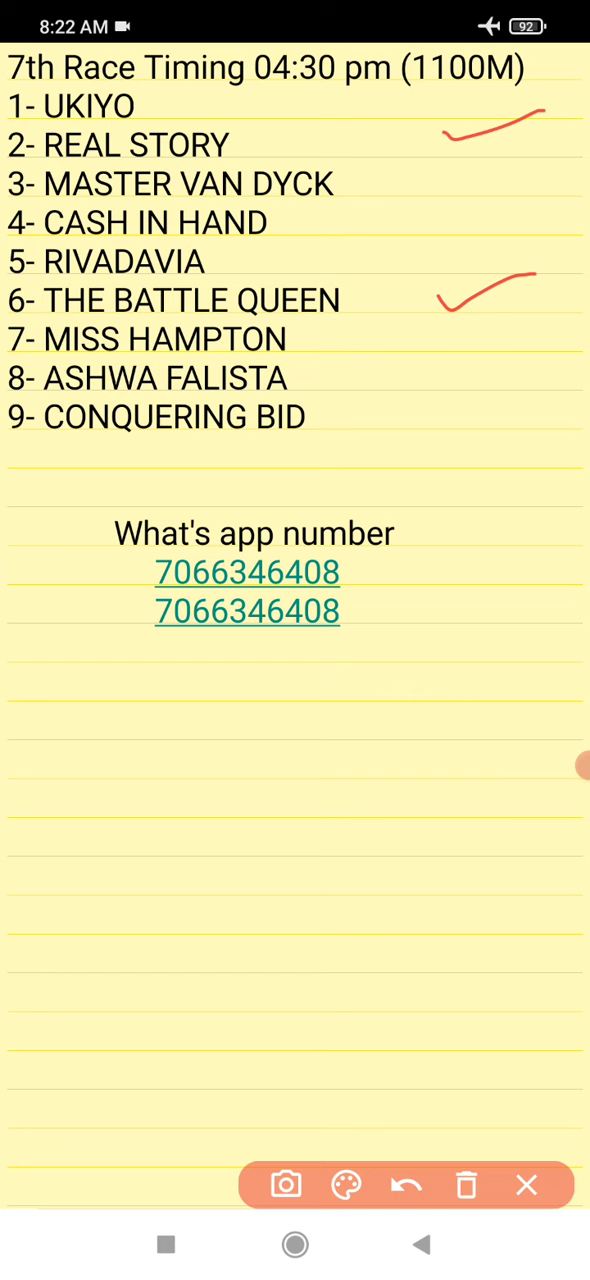 8:22 AM
92
7th Race Timing 04:30 pm (1100M)
1- UKIYO
2- REAL STORY
3- MASTER VAN DYCK
4- CASH IN HAND
5- RIVADAVIA
6- THE BATTLE QUEEN
7- MISS HAMPTON
8- ASHWA FALISTA
9- CONQUERING BID
What's app number
7066346408
7066346408